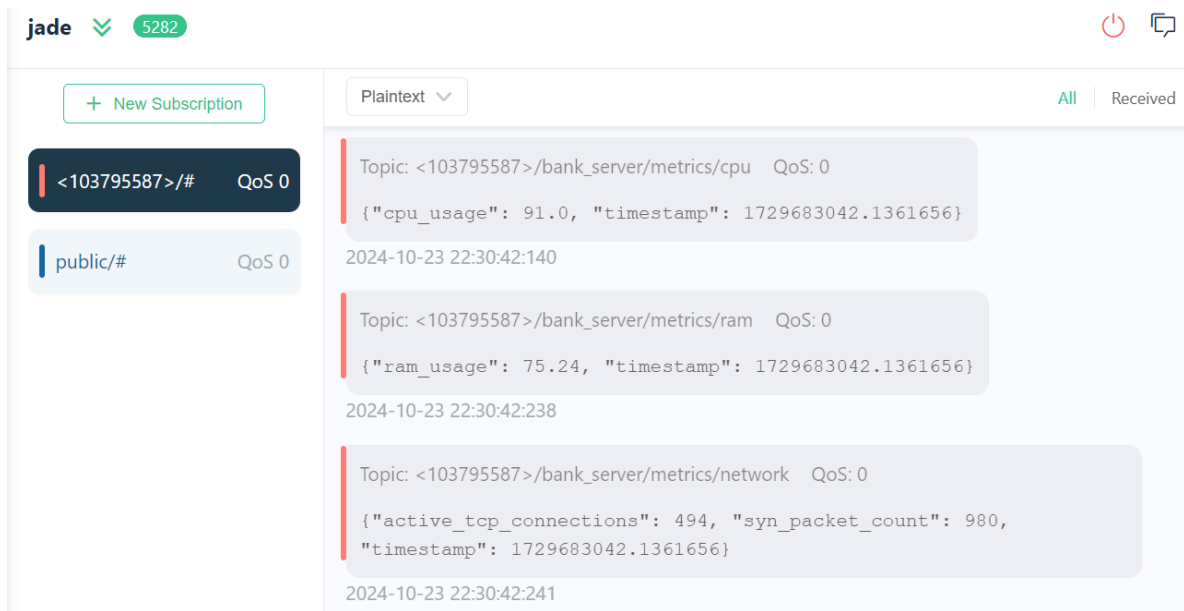 jade 5282
+ New Subscription
<103795587>/# QoS 0
public/# QoS 0
Plaintext All Received
Topic: <103795587>/bank_server/metrics/cpu QoS: 0
{"cpu_usage": 91.0, "timestamp": 1729683042.1361656}
2024-10-23 22:30:42:140
Topic: <103795587>/bank_server/metrics/ram QoS: 0
{"ram_usage": 75.24, "timestamp": 1729683042.1361656}
2024-10-23 22:30:42:238
Topic: <103795587>/bank_server/metrics/network QoS: 0
{"active_tcp_connections": 494, "syn_packet_count": 980,
"timestamp": 1729683042.1361656}
2024-10-23 22:30:42:241